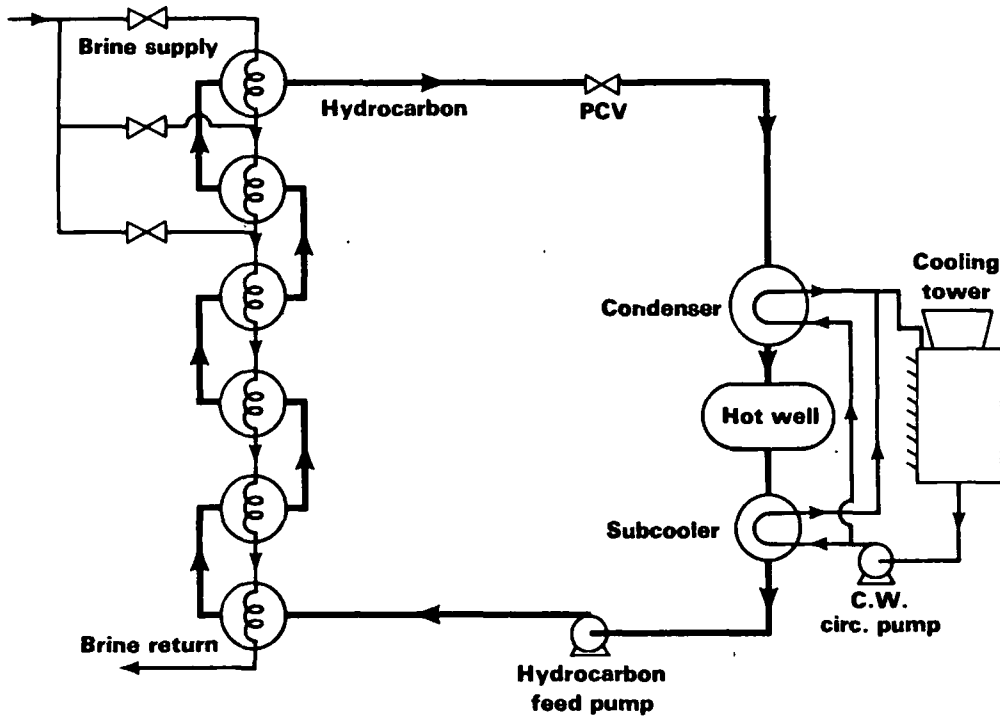 Brine supply
Hydrocarbon
PCV
Cooling
tower
Condenser
Hot well
Subcooler
C.W.
circ. pump
Brine return
Hydrocarbon
feed pump